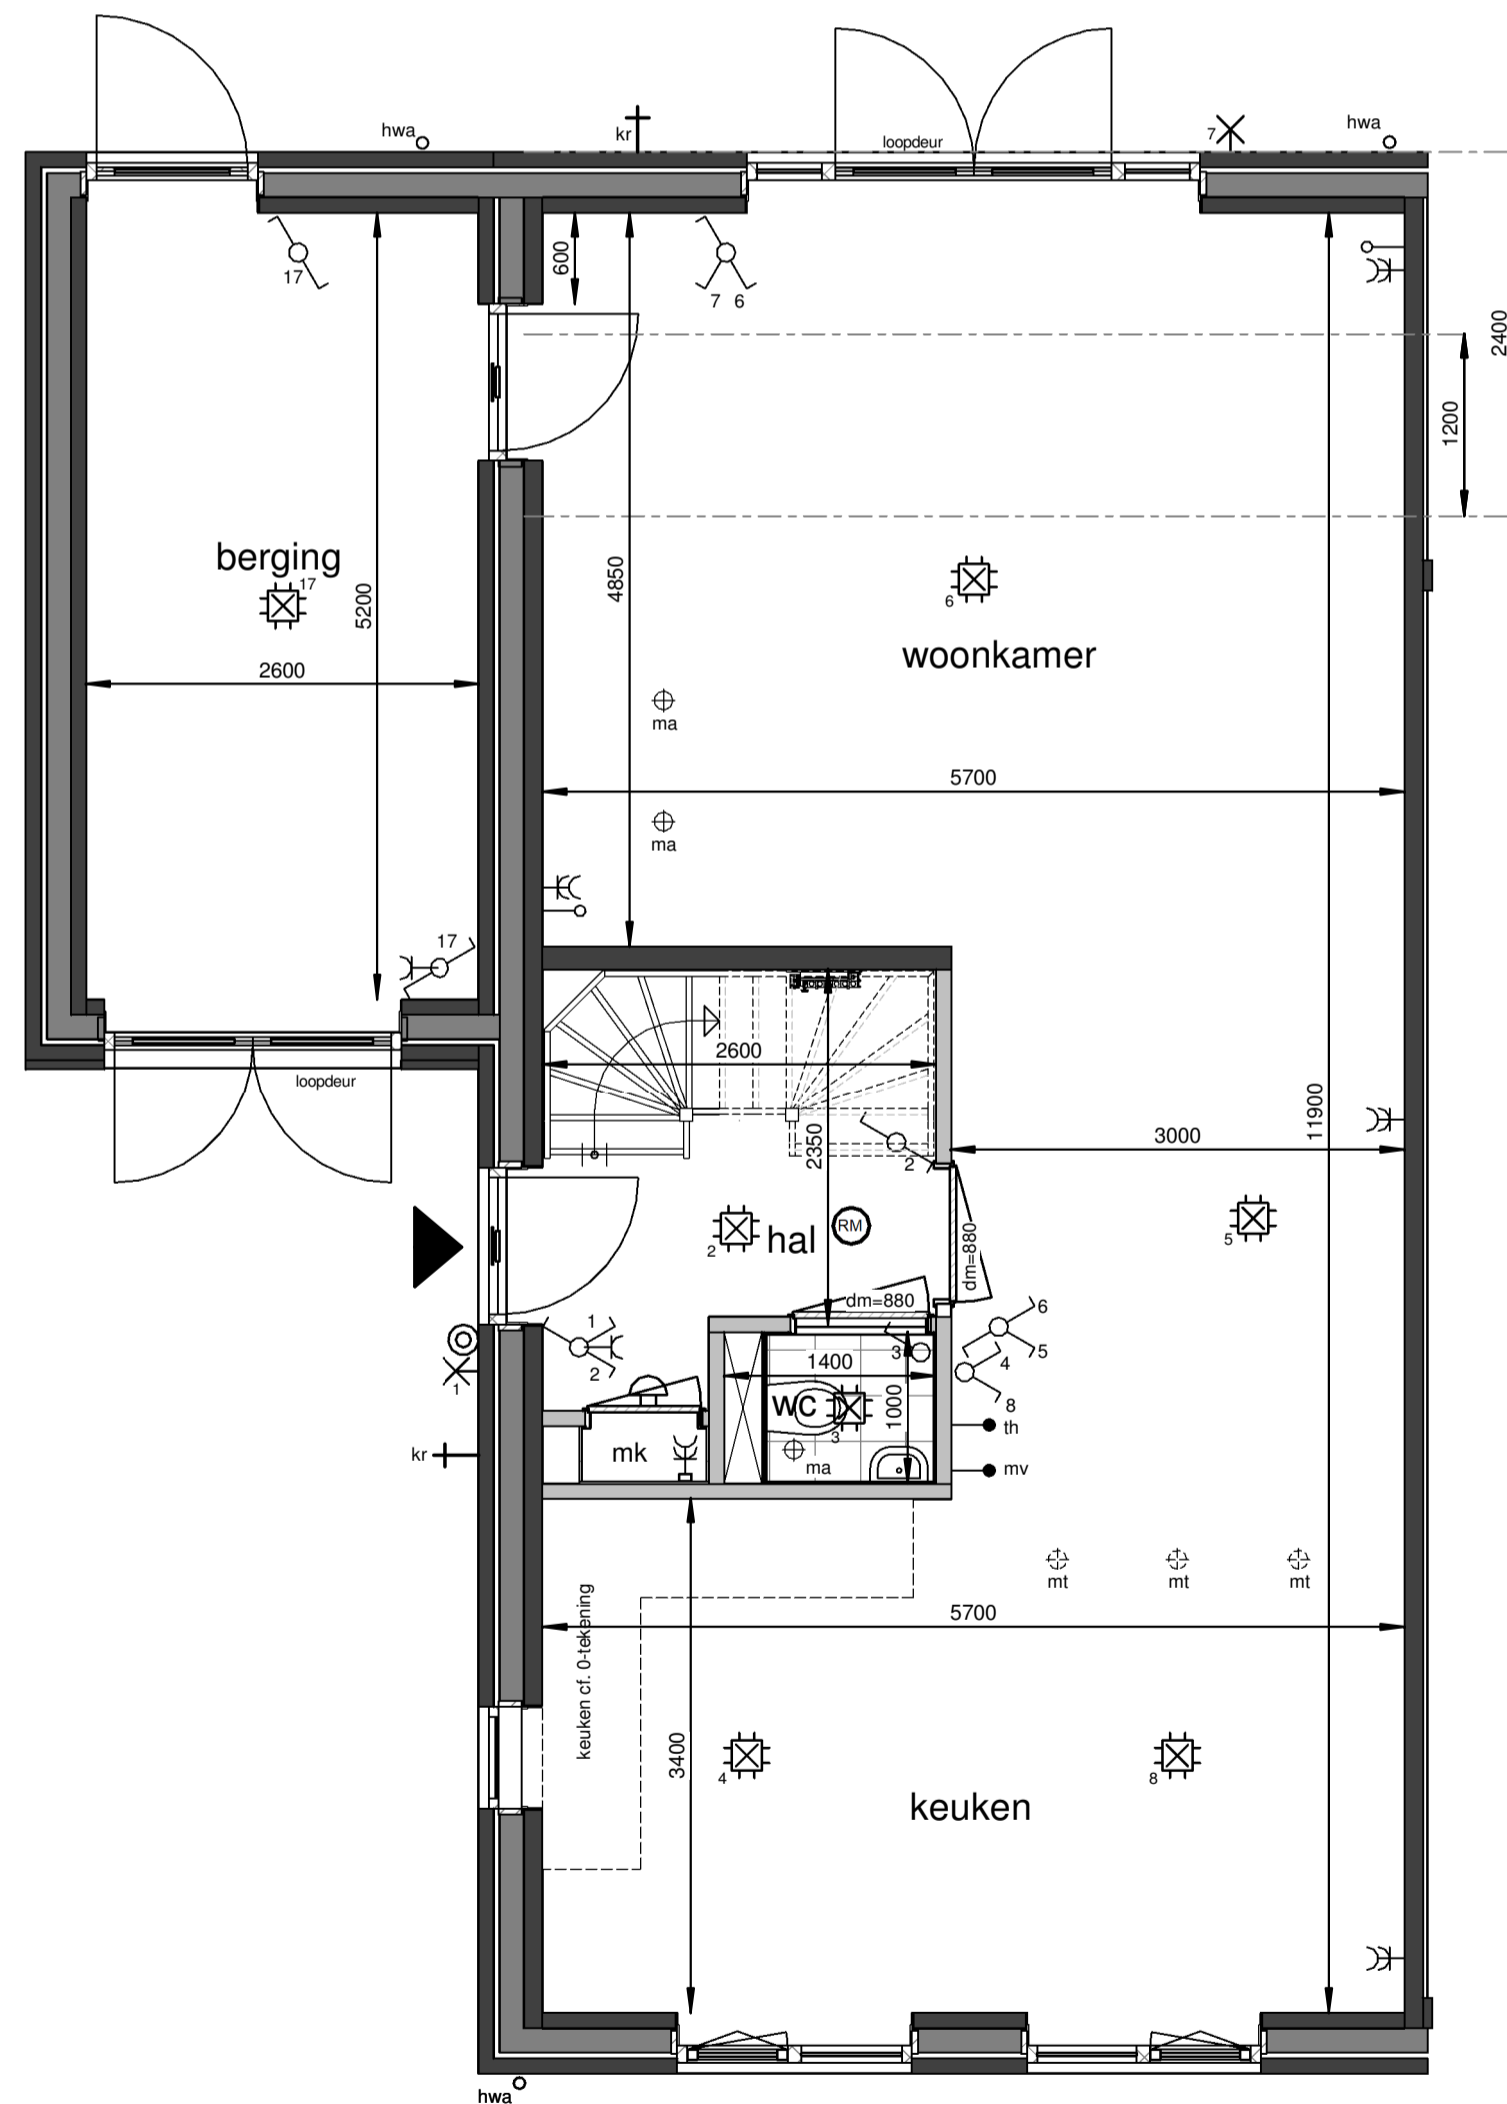 hwa
kr
loopdeur
7
hwa
17
600
7 6
2400
1200
berging
17
5200
4850
6
woonkamer
2600
ma
5700
ma
17
loopdeur
2600
11900
2350
3000
2
2
hal
RM
dm=880
5
dm=880
6
1
3
5
2
1400
4
1
wc
1000
8
3
th
kr
mk
ma
mv
mt
mt
mt
keuken cf. 0-tekening
5700
3400
4
8
keuken
hwa